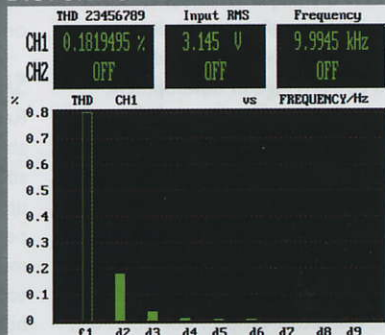 THD 23456789 Input RMS Frequency
CH1 0.1819495 % 3.145 V 9.9945 kHz
CH2 OFF OFF OFF
% THD CH1 vs FREQUENCY/Hz
0.8
0.7
0.6
0.5
0.4
0.3
0.2
0.1
0
f1 d2 d3 d4 d5 d6 d7 d8 d9